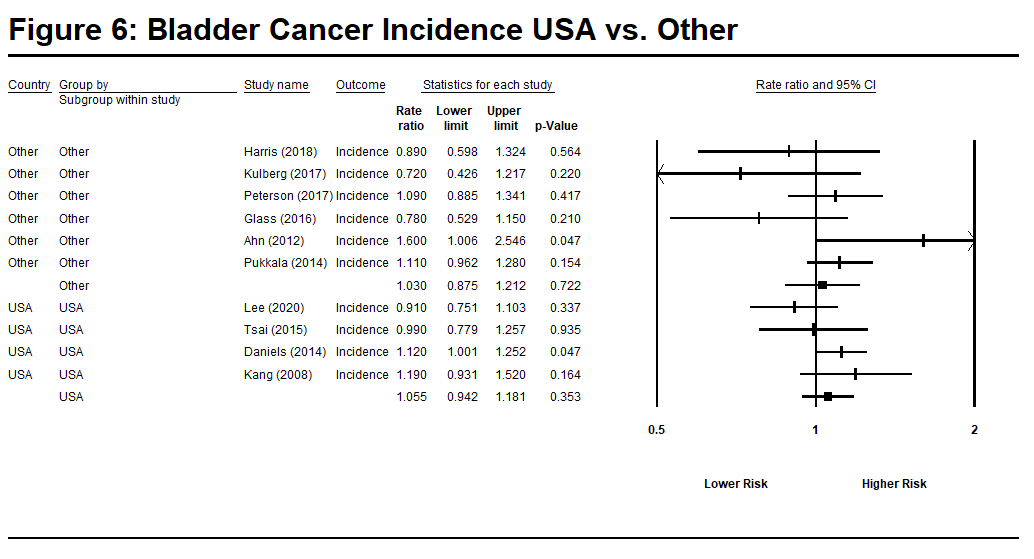 Figure 6: Bladder Cancer Incidence USA vs. Other
Country Group by Study name Outcome Statistics for each study Rate ratio and 95% CI
Subgroup within study
Rate Lower Upper
ratio limit limit p-Value
Other Other Harris (2018) Incidence 0.890 0.598 1.324 0.564
Other Other Kulberg (2017) Incidence 0.720 0.426 1.217 0.220
Other Other Peterson (2017) Incidence 1.090 0.885 1.341 0.417
Other Other Glass (2016) Incidence 0.780 0.529 1.150 0.210
Other Other Ahn (2012) Incidence 1.600 1.006 2.546 0.047
Other Other Pukkala (2014) Incidence 1.110 0.962 1.280 0.154
Other 1.030 0.875 1.212 0.722
USA USA Lee (2020) Incidence 0.910 0.751 1.103 0.337
USA USA Tsai (2015) Incidence 0.990 0.779 1.257 0.935
USA USA Daniels (2014) Incidence 1.120 1.001 1.252 0.047
USA USA Kang (2008) Incidence 1.190 0.931 1.520 0.164
USA 1.055 0.942 1.181 0.353
0.5 1 2
Lower Risk Higher Risk